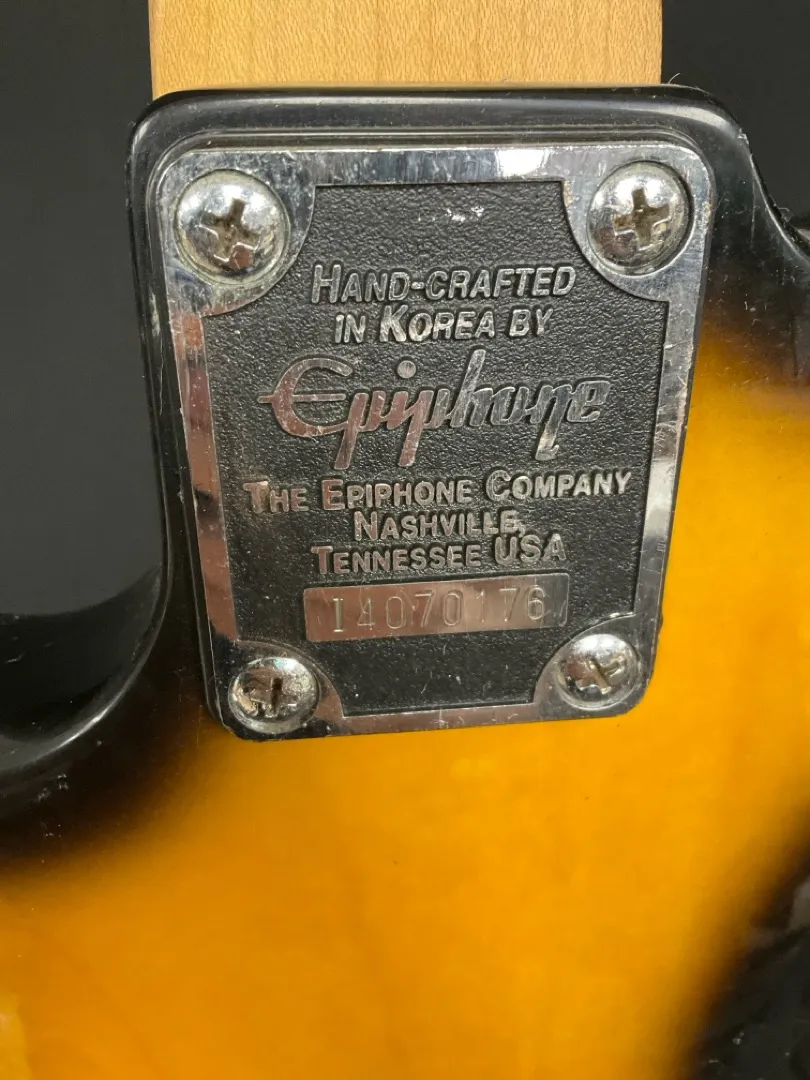 HAND-CRAFTED
IN KOREA BY
Epiphone
THE EPIPHONE COMPANY
NASHVILLE,
TENNESSEE USA
I4070176